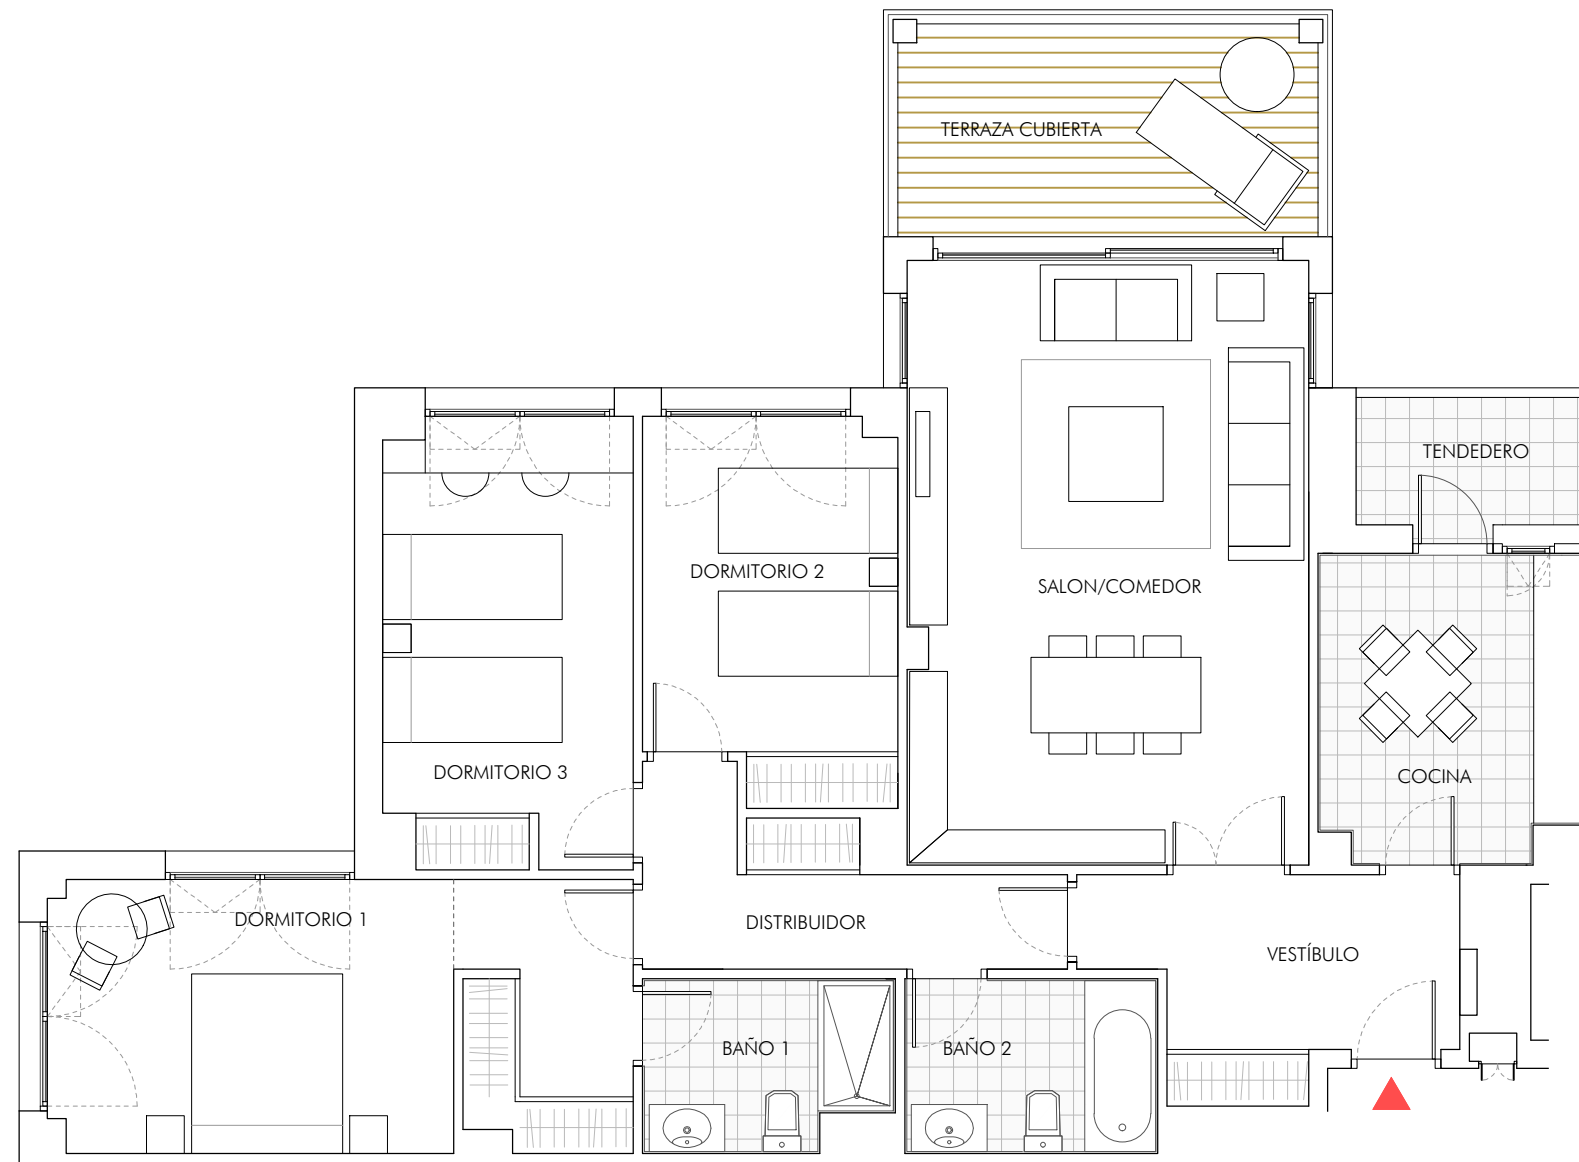 TERRAZA CUBIERTA
TENDEDERO
DORMITORIO 2
SALON/COMEDOR
DORMITORIO 3
COCINA
DORMITORIO 1
DISTRIBUIDOR
VESTÍBULO
BAÑO 1
BAÑO 2